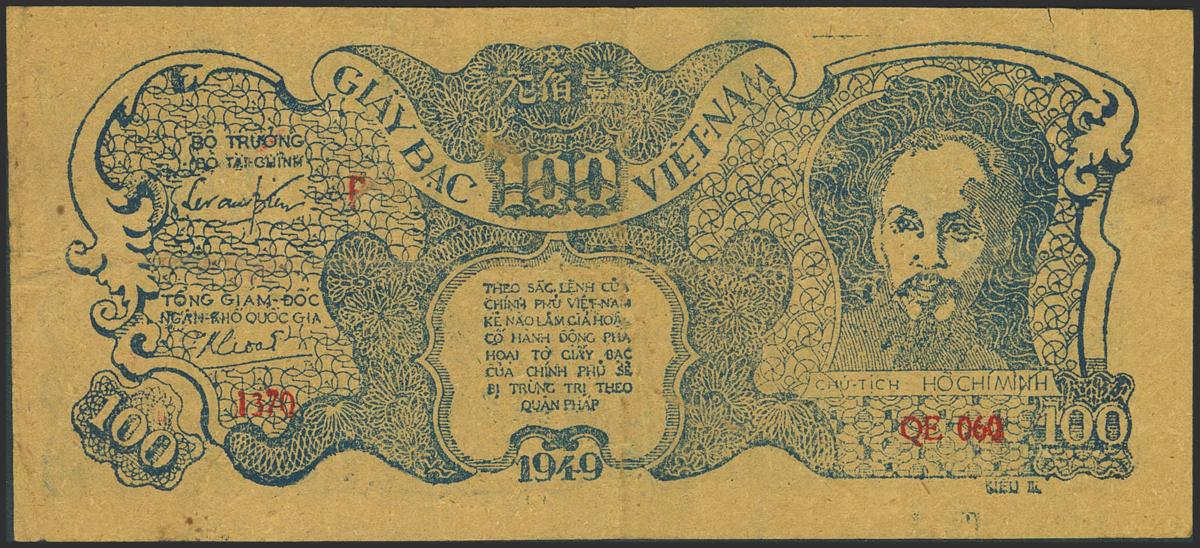 GIẤY BẠC VIỆT-NAM
元佰壹
100
BỘ TRƯỞNG
BỘ TÀI-CHÍNH
F
TỔNG GIAM-ĐỐC
NGÂN-KHỐ QUỐC GIA
1370
100
THEO SẮC LỆNH CỦA
CHÍNH PHỦ VIỆT-NAM
KẺ NÀO LÀM GIẢ HOẶC
CÓ HÀNH ĐỘNG PHÁ
HOẠI TỜ GIẤY BẠC
CỦA CHÍNH PHỦ SẼ
BỊ TRỪNG TRỊ THEO
QUÂN PHÁP
1949
CHỦ-TỊCH HỒ CHÍ MINH
QE
100
KIỂU III